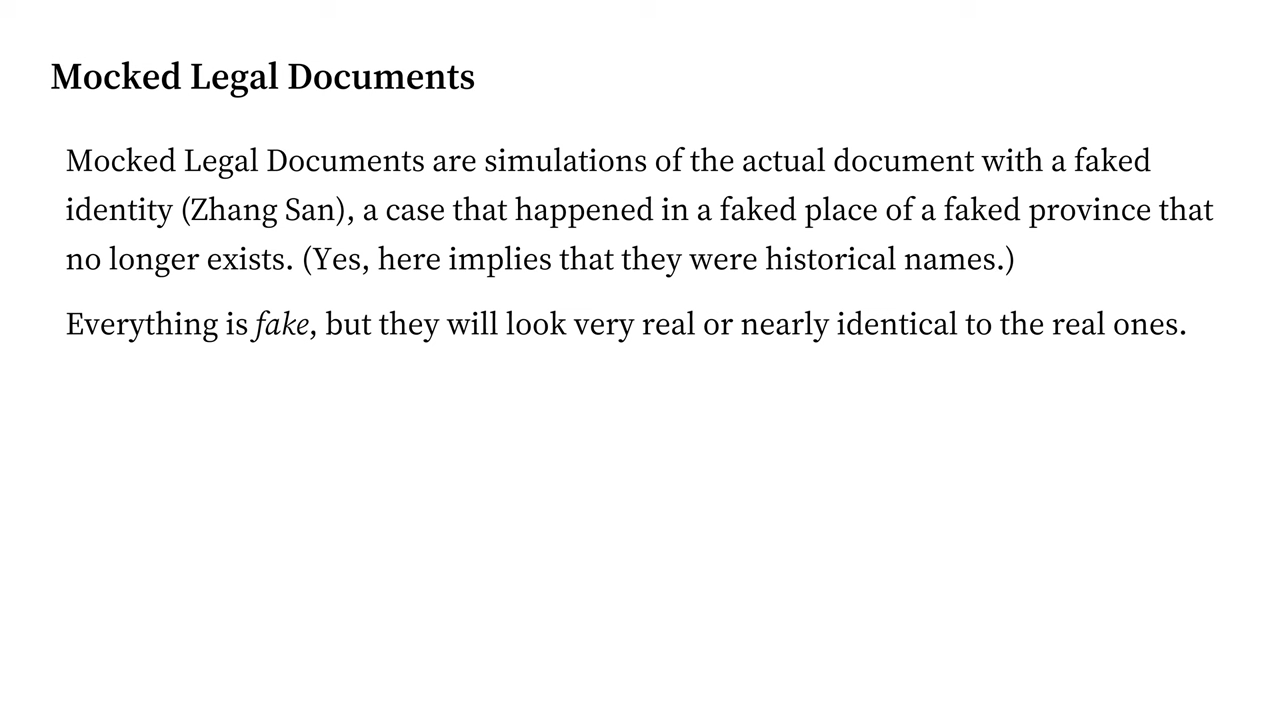 Mocked Legal Documents
Mocked Legal Documents are simulations of the actual document with a faked
identity (Zhang San), a case that happened in a faked place of a faked province that
no longer exists. (Yes, here implies that they were historical names.)
Everything is fake, but they will look very real or nearly identical to the real ones.